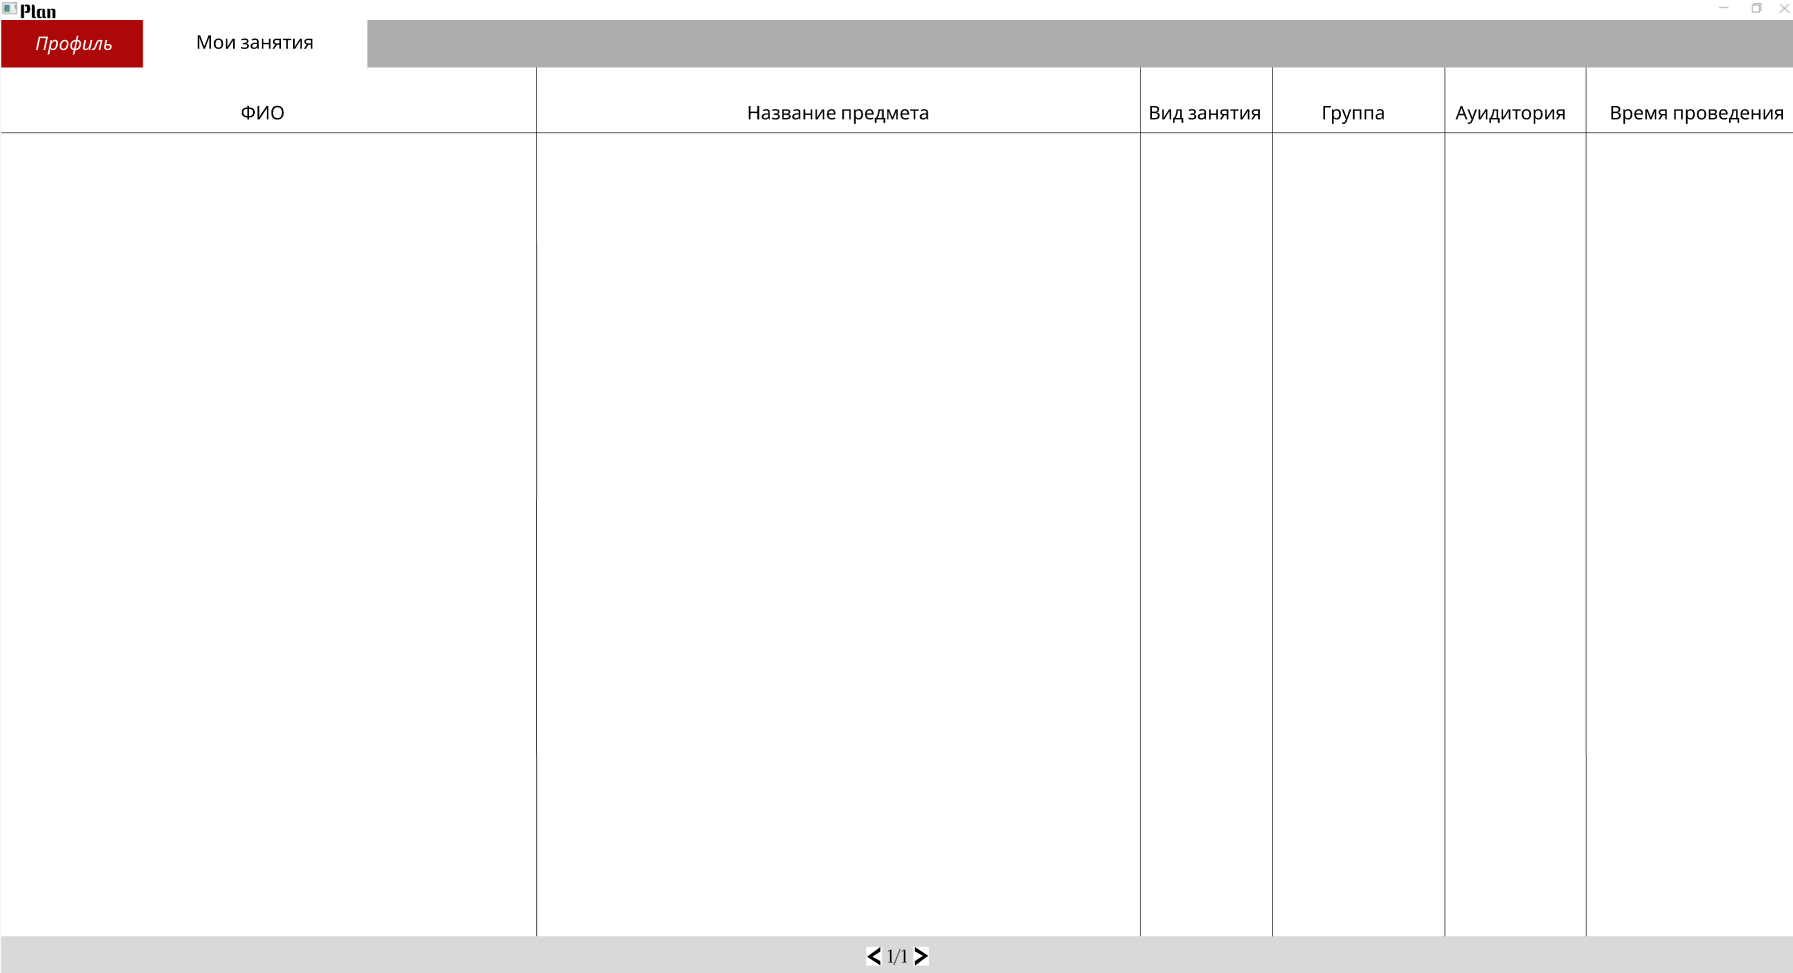 Plan
Профиль
Мои занятия
ФИО
Название предмета
Вид занятия
Группа
Ауидитория
Время проведения
< 1/1 >